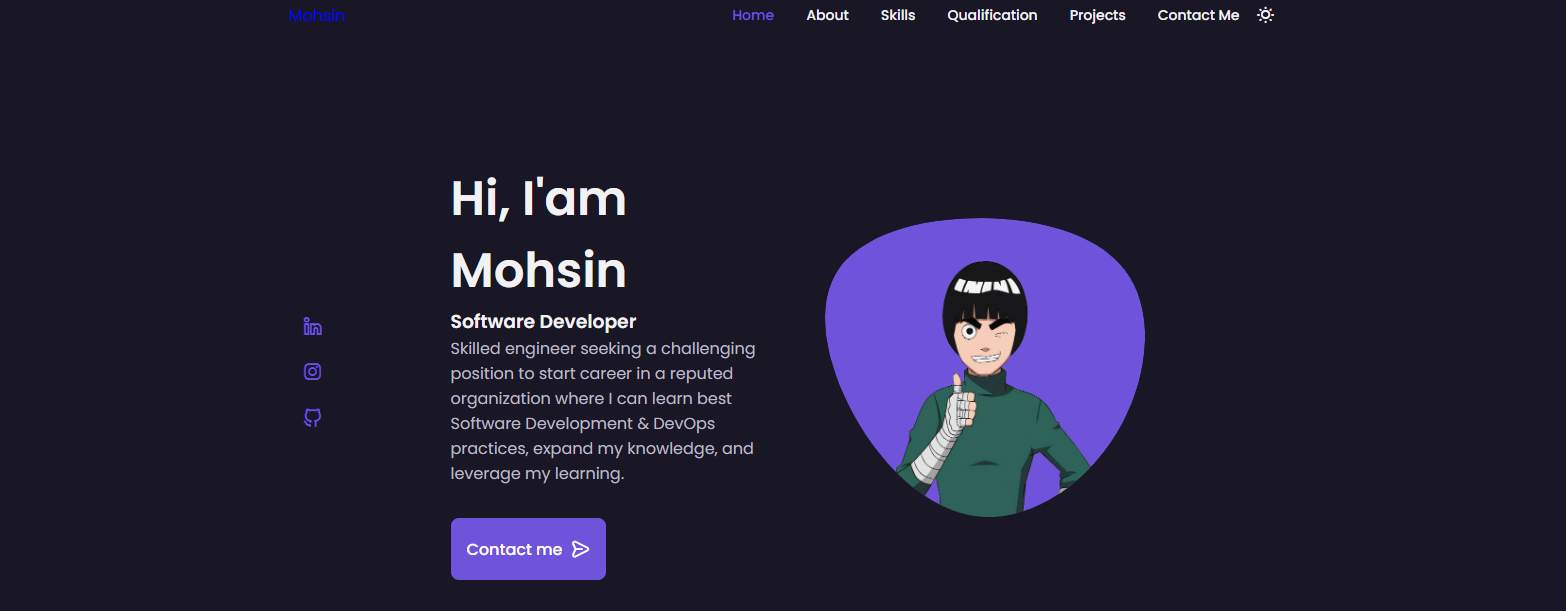 Mohsin
Home About Skills Qualification Projects Contact Me
Hi, I'am
Mohsin
Software Developer
Skilled engineer seeking a challenging
position to start career in a reputed
organization where I can learn best
Software Development & DevOps
practices, expand my knowledge, and
leverage my learning.
Contact me